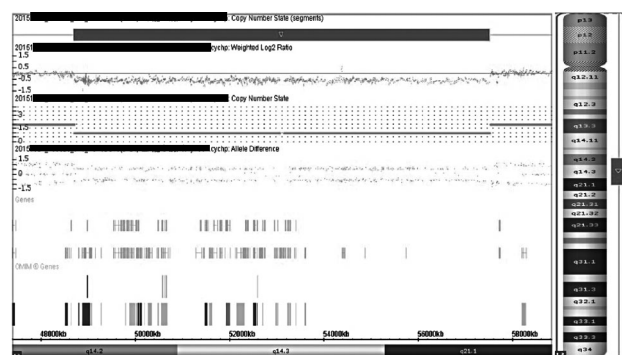 20151 Copy Number State (segments)
20151 cychp: Weighted Log2 Ratio
1.5
0.5
-0.5
-1.5
20151 Copy Number State
3
1.5
0
2015 cychp: Allele Difference
1.5
0
-1.5
Genes
OMIM ® Genes
48000kb 50000kb 52000kb 54000kb 56000kb 58000kb
q14.2 q14.3 q21.1
p13
p12
p11.2
q12.11
q12.3
q13.3
q14.11
q14.2
q14.3
q21.1
q21.2
q21.31
q21.32
q21.33
q31.1
q31.3
q32.1
q33.1
q33.3
q34